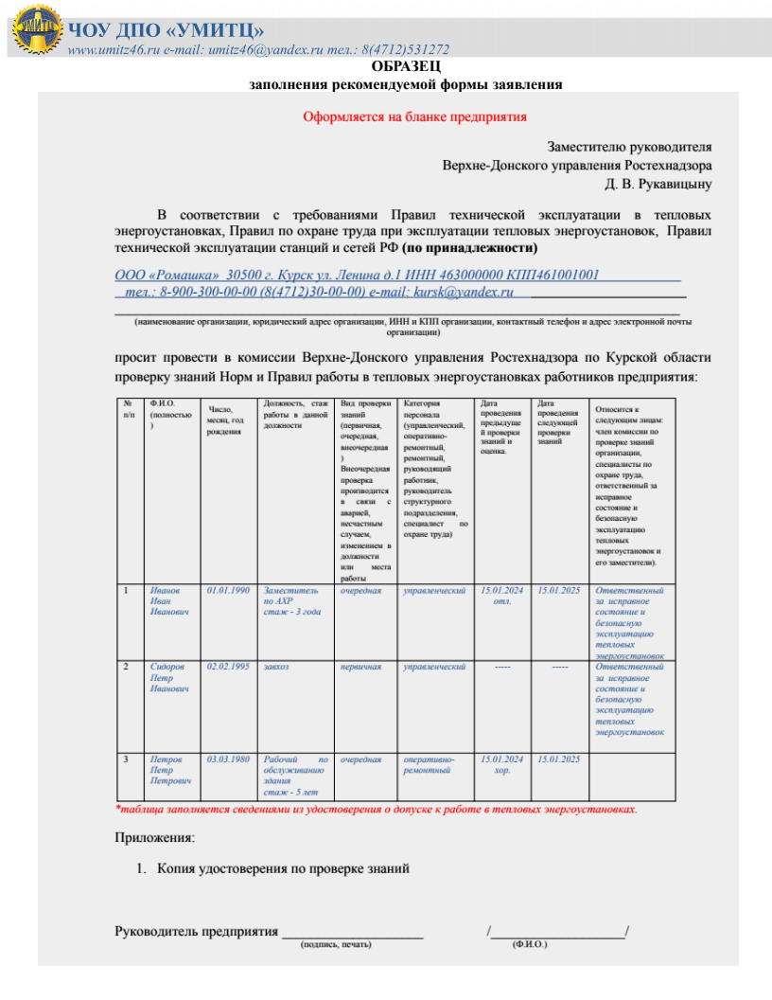 УМИТЦ
ЧОУ ДПО «УМИТЦ»
www.umitz46.ru e-mail: umitz46@yandex.ru тел.: 8(4712)531272
ОБРАЗЕЦ
заполнения рекомендуемой формы заявления
Оформляется на бланке предприятия
Заместителю руководителя
Верхне-Донского управления Ростехнадзора
Д. В. Рукавицыну
В соответствии с требованиями Правил технической эксплуатации в тепловых
энергоустановках, Правил по охране труда при эксплуатации тепловых энергоустановок, Правил
технической эксплуатации станций и сетей РФ (по принадлежности)
ООО «Ромашка» 30500 г. Курск ул. Ленина д.1 ИНН 463000000 КПП461001001
тел.: 8-900-300-00-00 (8(4712)30-00-00) e-mail: kursk@yandex.ru
(наименование организации, юридический адрес организации, ИНН и КПП организации, контактный телефон и адрес электронной почты
организации)
просит провести в комиссии Верхне-Донского управления Ростехнадзора по Курской области
проверку знаний Норм и Правил работы в тепловых энергоустановках работников предприятия:
№
п/п
Ф.И.О.
(полностью
)
Число,
месяц, год
рождения
Должность, стаж
работы в данной
должности
Вид проверки
знаний
(первичная,
очередная,
внеочередная
)
Внеочередная
проверка
производится
в связи с
аварией,
несчастным
случаем,
изменением в
должности
или места
работы
Категория
персонала
(управленческий,
оперативно-
ремонтный,
ремонтный,
руководящий
работник,
руководитель
структурного
подразделения,
специалист по
охране труда)
Дата
проведения
предыдуще
й проверки
знаний и
оценка.
Дата
проведения
следующей
проверки
знаний
Относится к
следующим лицам:
член комиссии по
проверке знаний
организации,
специалисты по
охране труда,
ответственный за
исправное
состояние и
безопасную
эксплуатацию
тепловых
энергоустановок и
его заместители).
1
Иванов
Иван
Иванович
01.01.1990
Заместитель
по АХР
стаж - 3 года
очередная
управленческий
15.01.2024
отл.
15.01.2025
Ответственный
за исправное
состояние и
безопасную
эксплуатацию
тепловых
энергоустановок
2
Сидоров
Петр
Иванович
02.02.1995
завхоз
первичная
управленческий
-----
-----
Ответственный
за исправное
состояние и
безопасную
эксплуатацию
тепловых
энергоустановок
3
Петров
Петр
Петрович
03.03.1980
Рабочий по
обслуживанию
здания
стаж - 5 лет
очередная
оперативно-
ремонтный
15.01.2024
хор.
15.01.2025
*таблица заполняется сведениями из удостоверения о допуске к работе в тепловых энергоустановках.
Приложения:
1. Копия удостоверения по проверке знаний
Руководитель предприятия ____________________ /___________________/
(подпись, печать) (Ф.И.О.)